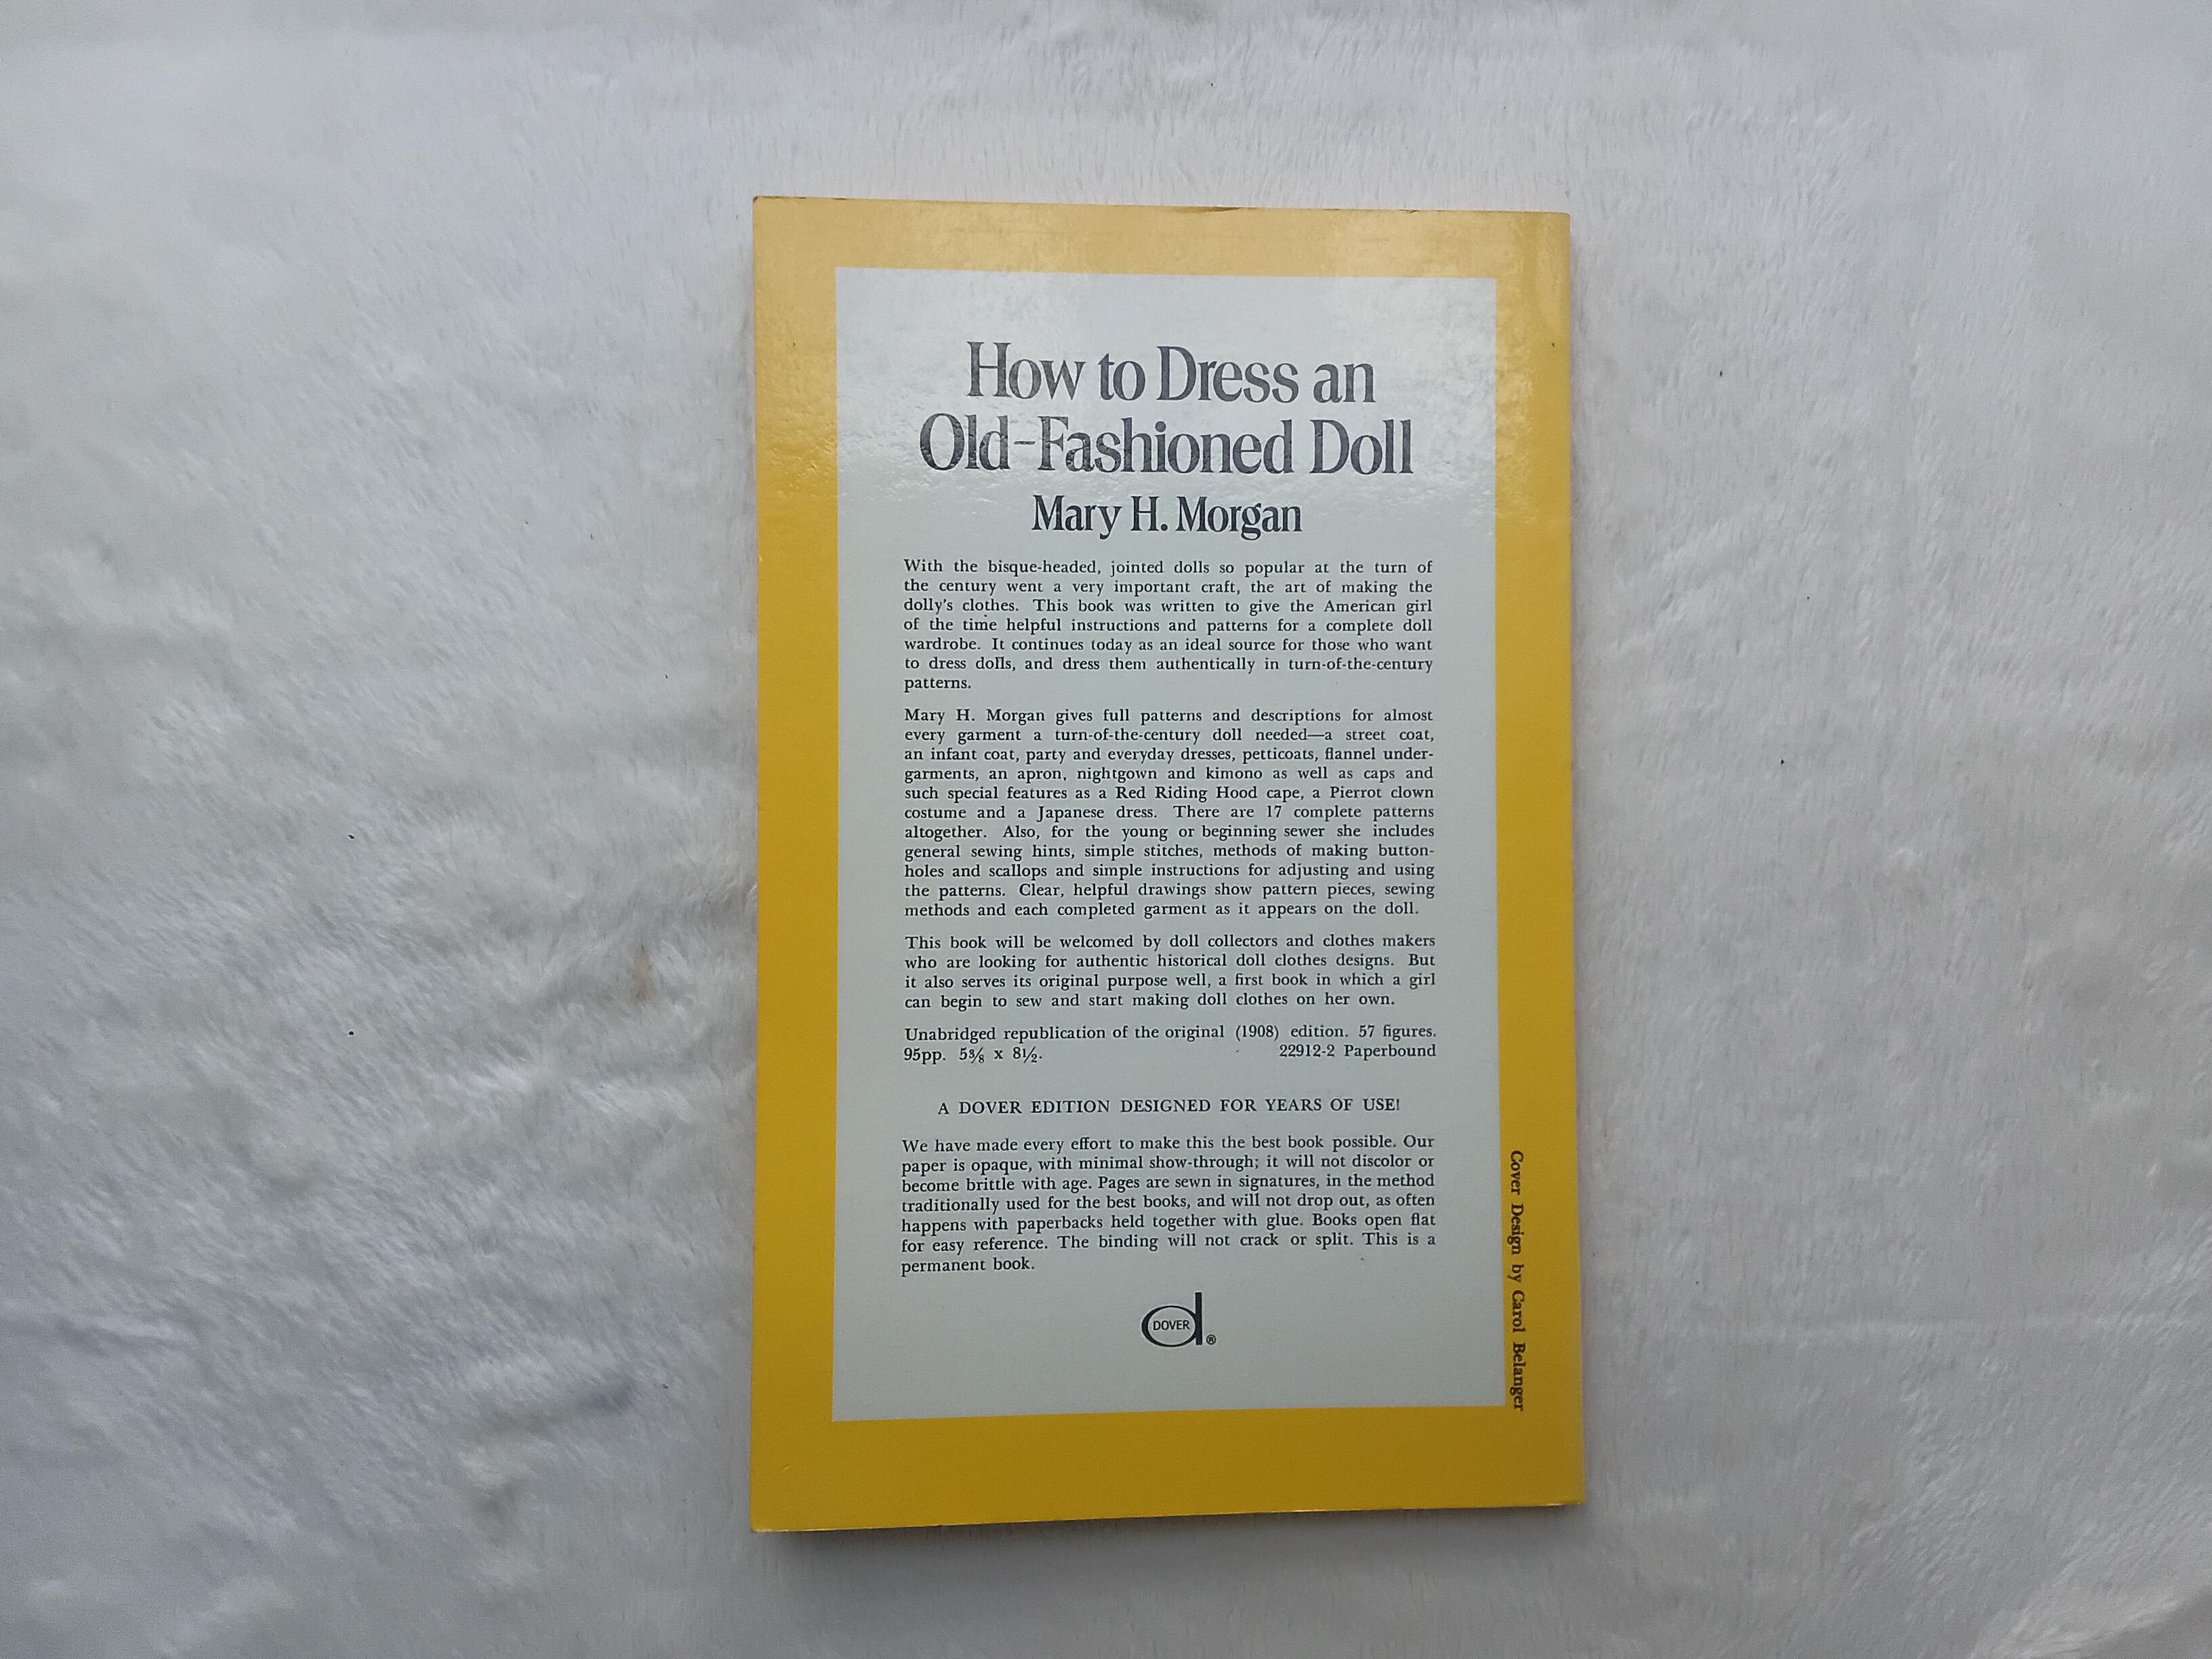 How to Dress an
Old-Fashioned Doll
Mary H. Morgan
With the bisque-headed, jointed dolls so popular at the turn of
the century went a very important craft, the art of making the
dolly's clothes. This book was written to give the American girl
of the time helpful instructions and patterns for a complete doll
wardrobe. It continues today as an ideal source for those who want
to dress dolls, and dress them authentically in turn-of-the-century
patterns.
Mary H. Morgan gives full patterns and descriptions for almost
every garment a turn-of-the-century doll needed—a street coat,
an infant coat, party and everyday dresses, petticoats, flannel under-
garments, an apron, nightgown and kimono as well as caps and
such special features as a Red Riding Hood cape, a Pierrot clown
costume and a Japanese dress. There are 17 complete patterns
altogether. Also, for the young or beginning sewer she includes
general sewing hints, simple stitches, methods of making button-
holes and scallops and simple instructions for adjusting and using
the patterns. Clear, helpful drawings show pattern pieces, sewing
methods and each completed garment as it appears on the doll.
This book will be welcomed by doll collectors and clothes makers
who are looking for authentic historical doll clothes designs. But
it also serves its original purpose well, a first book in which a girl
can begin to sew and start making doll clothes on her own.
Unabridged republication of the original (1908) edition. 57 figures.
95pp. 5⅜ x 8½. 22912-2 Paperbound
A DOVER EDITION DESIGNED FOR YEARS OF USE!
We have made every effort to make this the best book possible. Our
paper is opaque, with minimal show-through; it will not discolor or
become brittle with age. Pages are sewn in signatures, in the method
traditionally used for the best books, and will not drop out, as often
happens with paperbacks held together with glue. Books open flat
for easy reference. The binding will not crack or split. This is a
permanent book.
DOVER ®
Cover Design by Carol Belanger